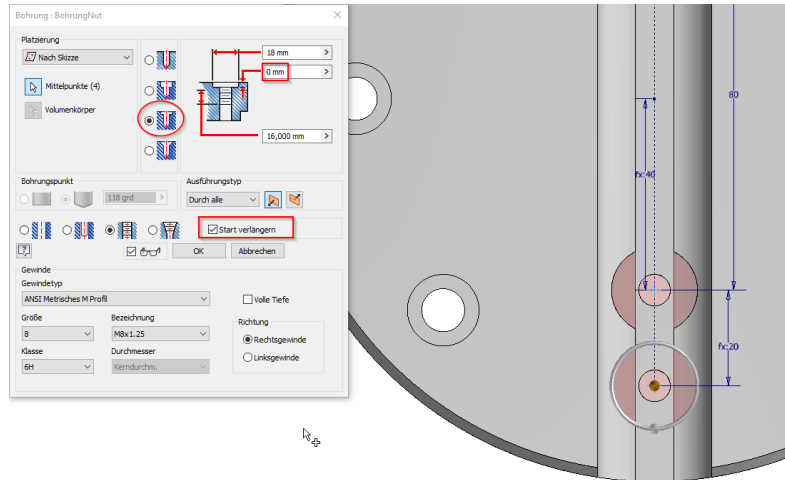 Bohrung : BohrungNut
Platzierung
Nach Skizze
Mittelpunkte (4)
Volumenkörper
18 mm
0 mm
16,000 mm
Bohrungspunkt
118 grd
Ausführungstyp
Durch alle
Start verlängern
OK
Abbrechen
Gewinde
Gewindetyp
ANSI Metrisches M Profil
Volle Tiefe
Größe
Bezeichnung
8
M8x1.25
Klasse
Durchmesser
6H
Kerndurchm.
Richtung
Rechtsgewinde
Linksgewinde
80
fx:40
fx:20